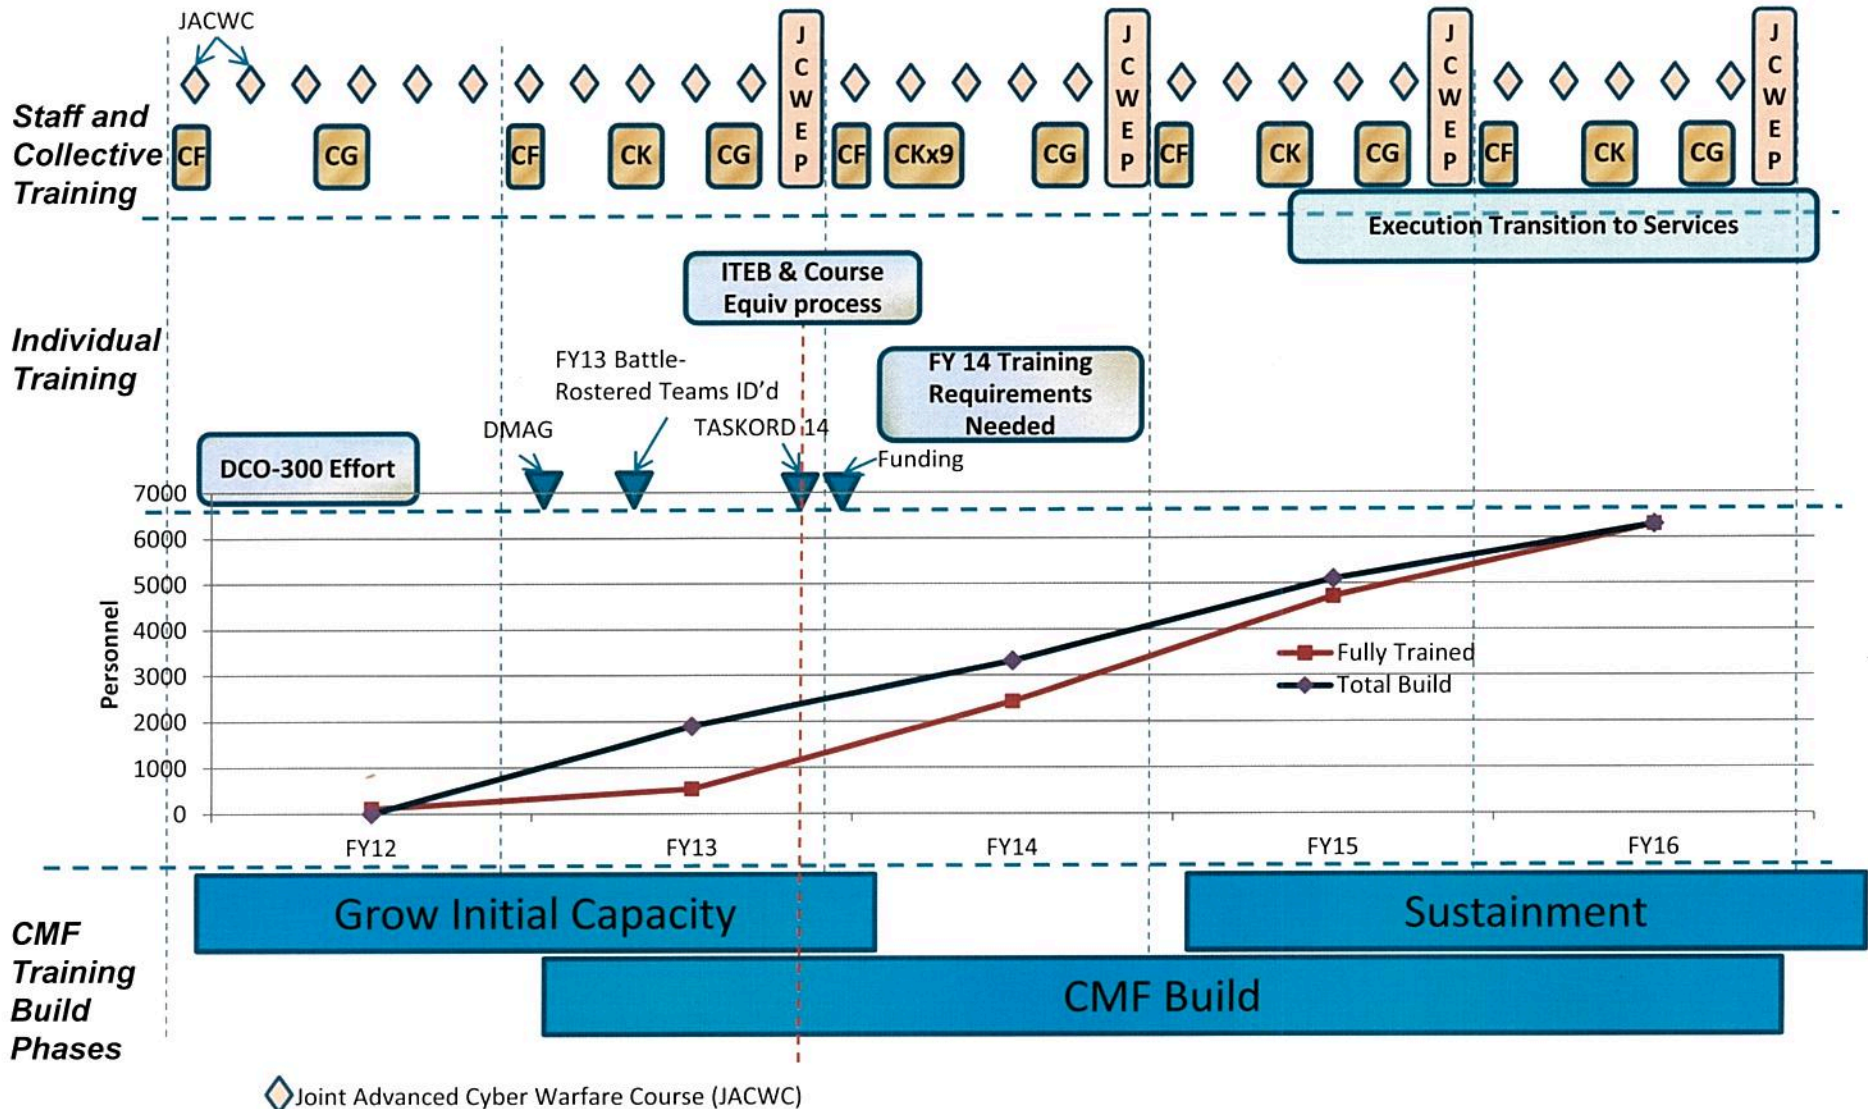 JACWC
J
C
W
E
P
J
C
W
E
P
J
C
W
E
P
J
C
W
E
P
Staff and
Collective
Training
CF
CG
CF
CK
CG
CF
CKx9
CG
CF
CK
CG
CF
CK
CG
Execution Transition to Services
ITEB & Course
Equiv process
Individual
Training
FY13 Battle-
Rostered Teams ID'd
FY 14 Training
Requirements
Needed
DMAG
TASKORD 14
Funding
DCO-300 Effort
7000
6000
5000
4000
3000
2000
1000
0
Personnel
Fully Trained
Total Build
FY12
FY13
FY14
FY15
FY16
Grow Initial Capacity
Sustainment
CMF
Training
Build
Phases
CMF Build
Joint Advanced Cyber Warfare Course (JACWC)